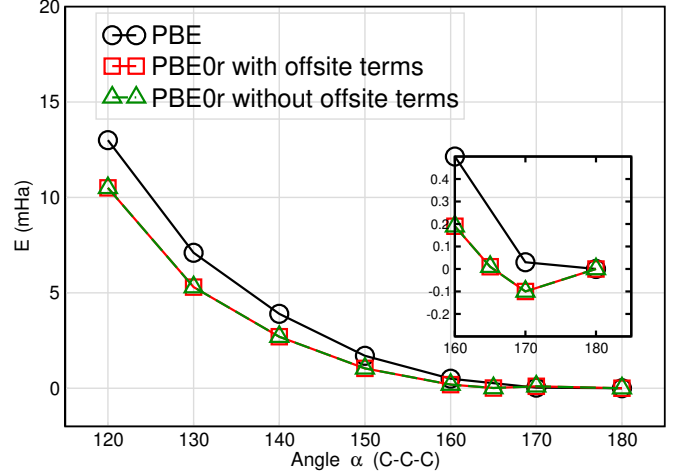 20
15
10
5
0
E (mHa)
PBE
PBE0r with offsite terms
PBE0r without offsite terms
0.4
0.3
0.2
0.1
0
-0.1
-0.2
160 170 180
120 130 140 150 160 170 180
Angle α (C-C-C)